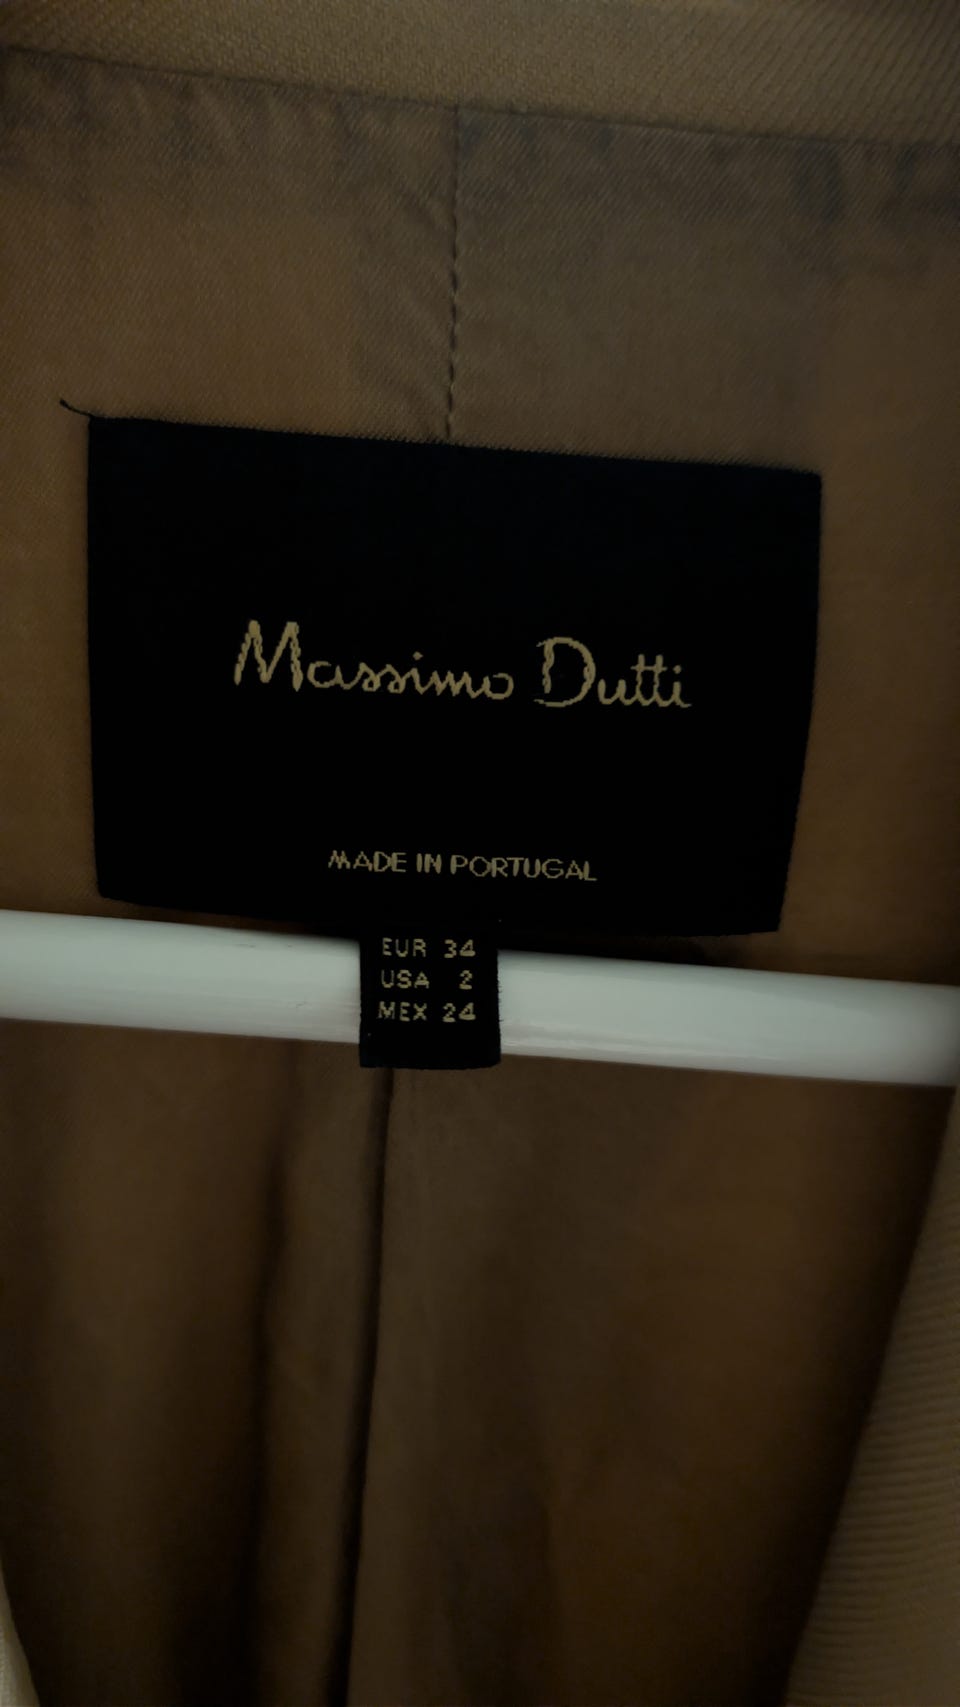 Massimo Dutti
MADE IN PORTUGAL
EUR 34
USA 2
MEX 24